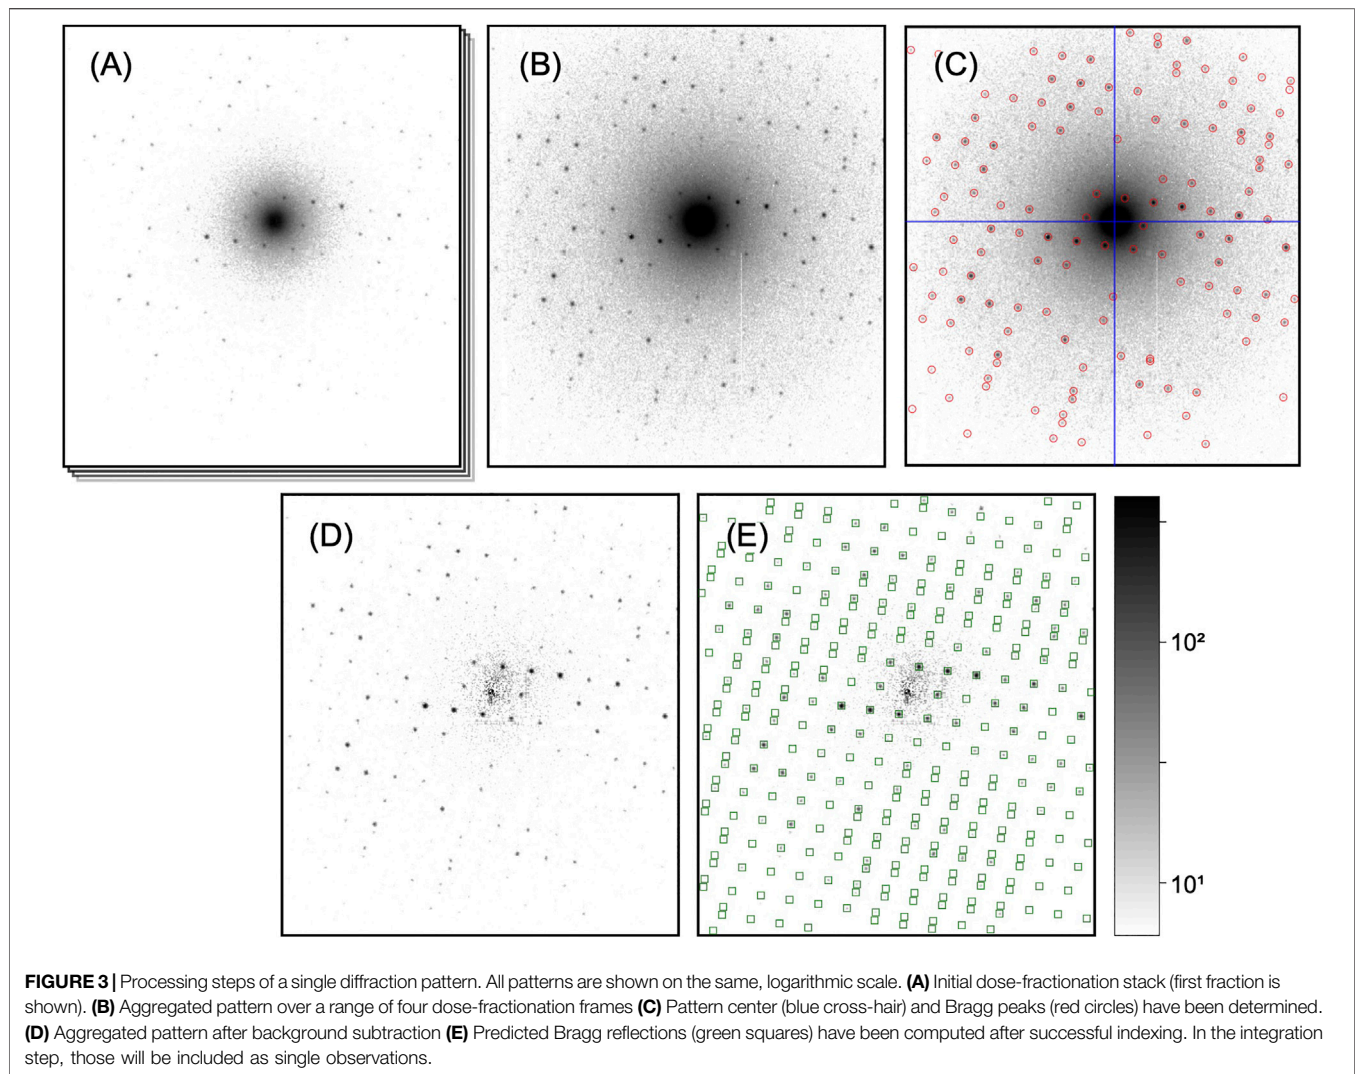 (A)
(B)
(C)
(D)
(E)
10²
10¹
FIGURE 3 | Processing steps of a single diffraction pattern. All patterns are shown on the same, logarithmic scale. (A) Initial dose-fractionation stack (first fraction is
shown). (B) Aggregated pattern over a range of four dose-fractionation frames (C) Pattern center (blue cross-hair) and Bragg peaks (red circles) have been determined.
(D) Aggregated pattern after background subtraction (E) Predicted Bragg reflections (green squares) have been computed after successful indexing. In the integration
step, those will be included as single observations.